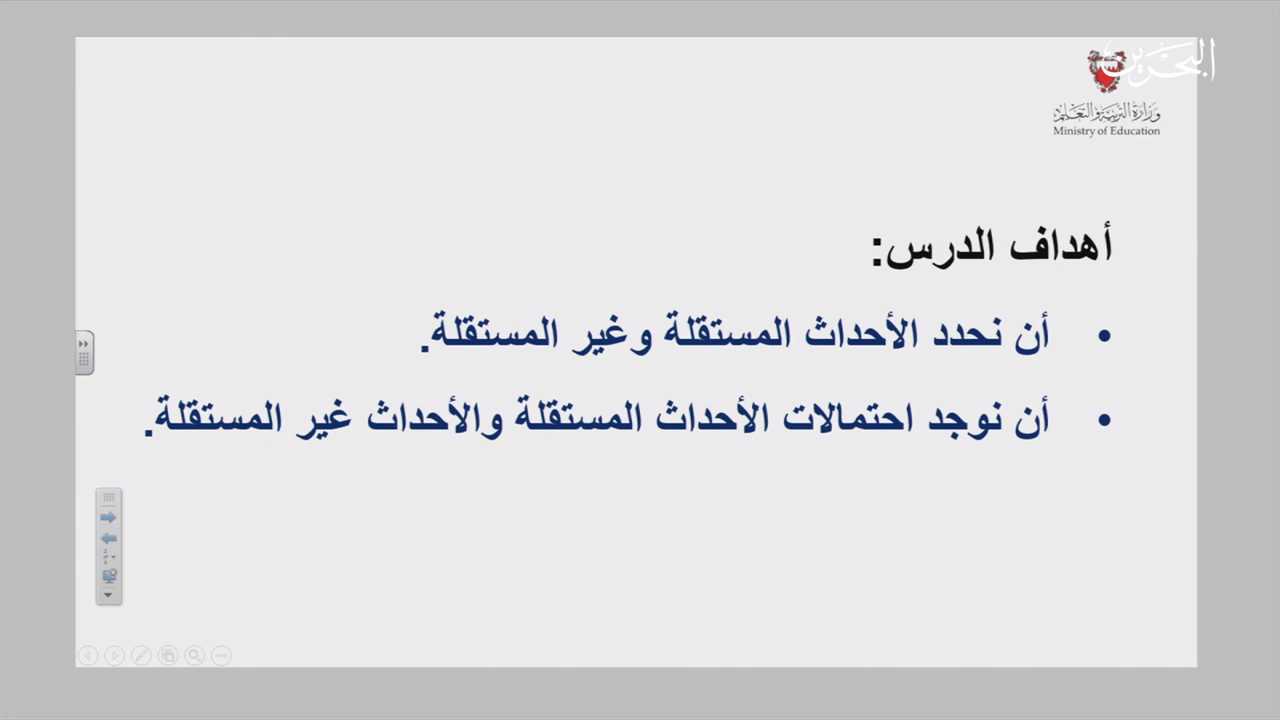 البحرين
وزارة التربية والتعليم
Ministry of Education
أهداف الدرس:
• أن نحدد الأحداث المستقلة وغير المستقلة.
• أن نوجد احتمالات الأحداث المستقلة والأحداث غير المستقلة.